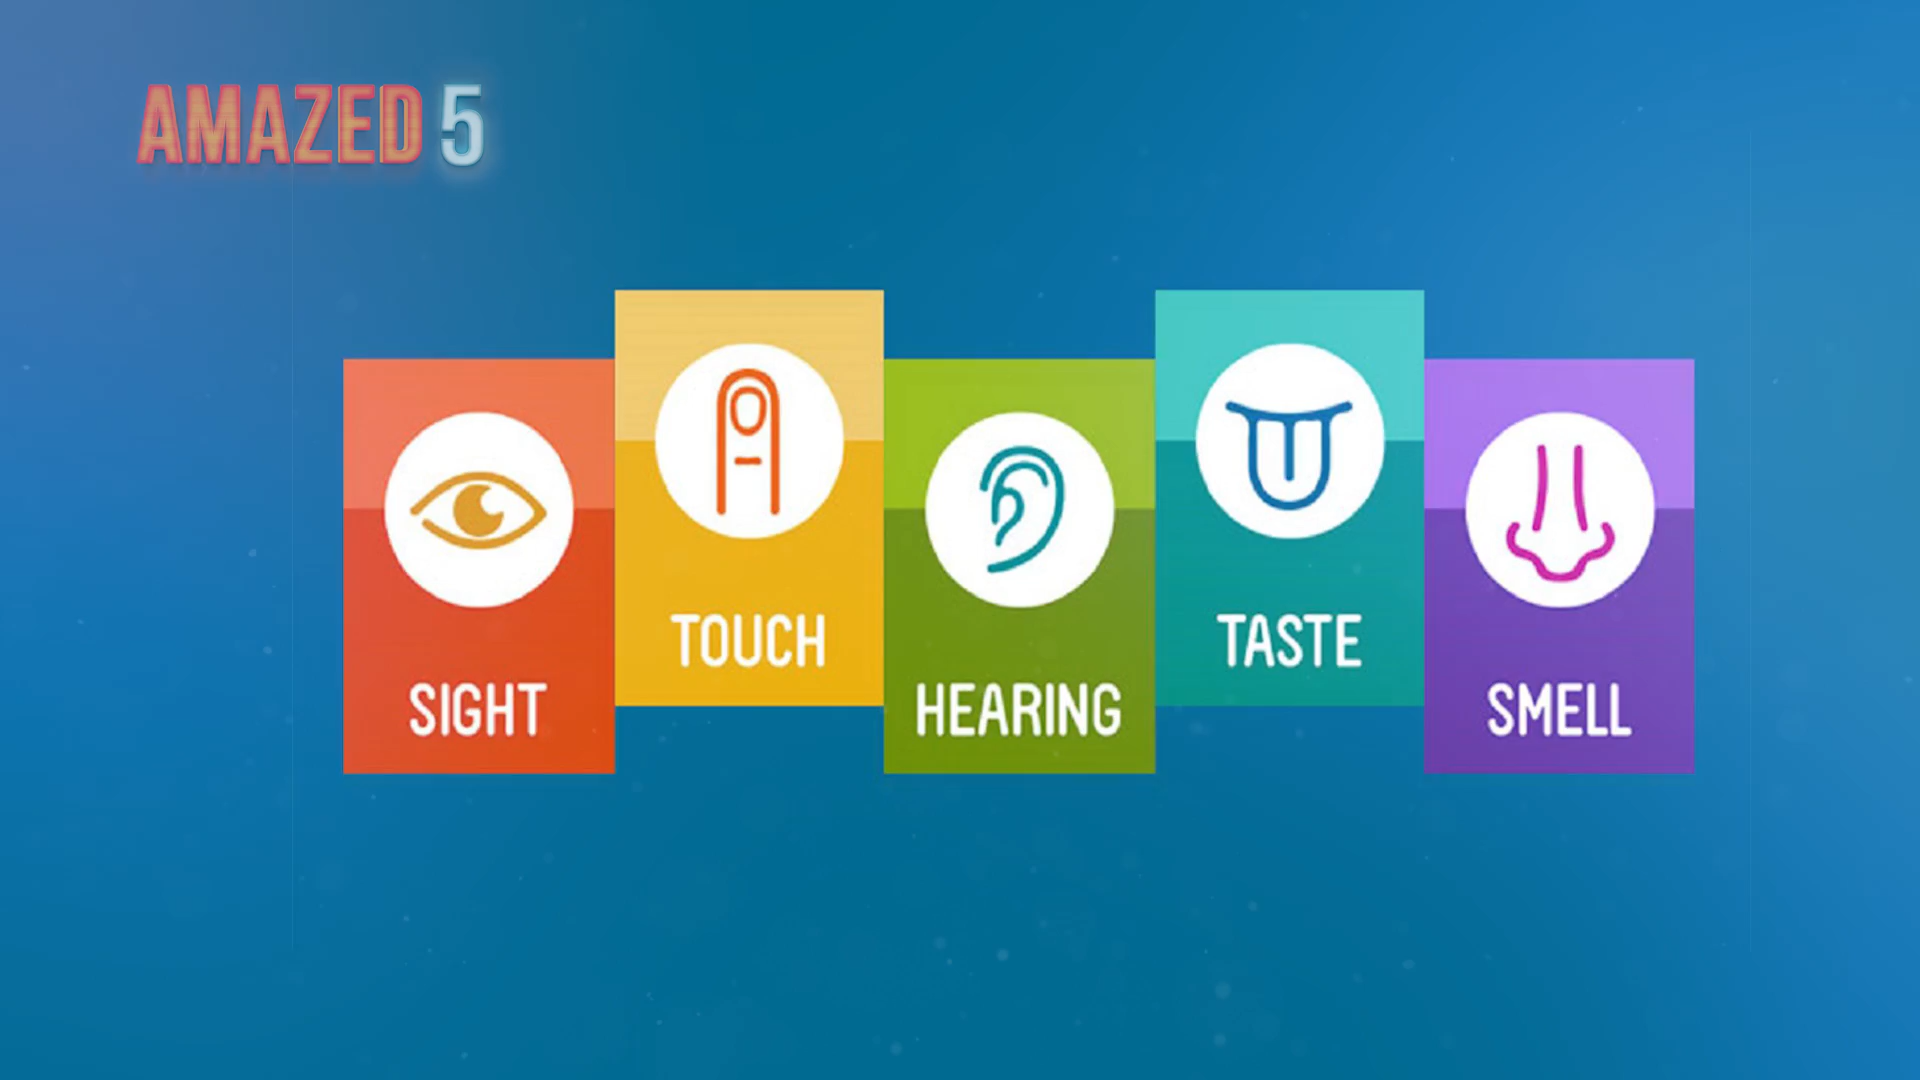 AMAZED 5
SIGHT
TOUCH
HEARING
TASTE
SMELL